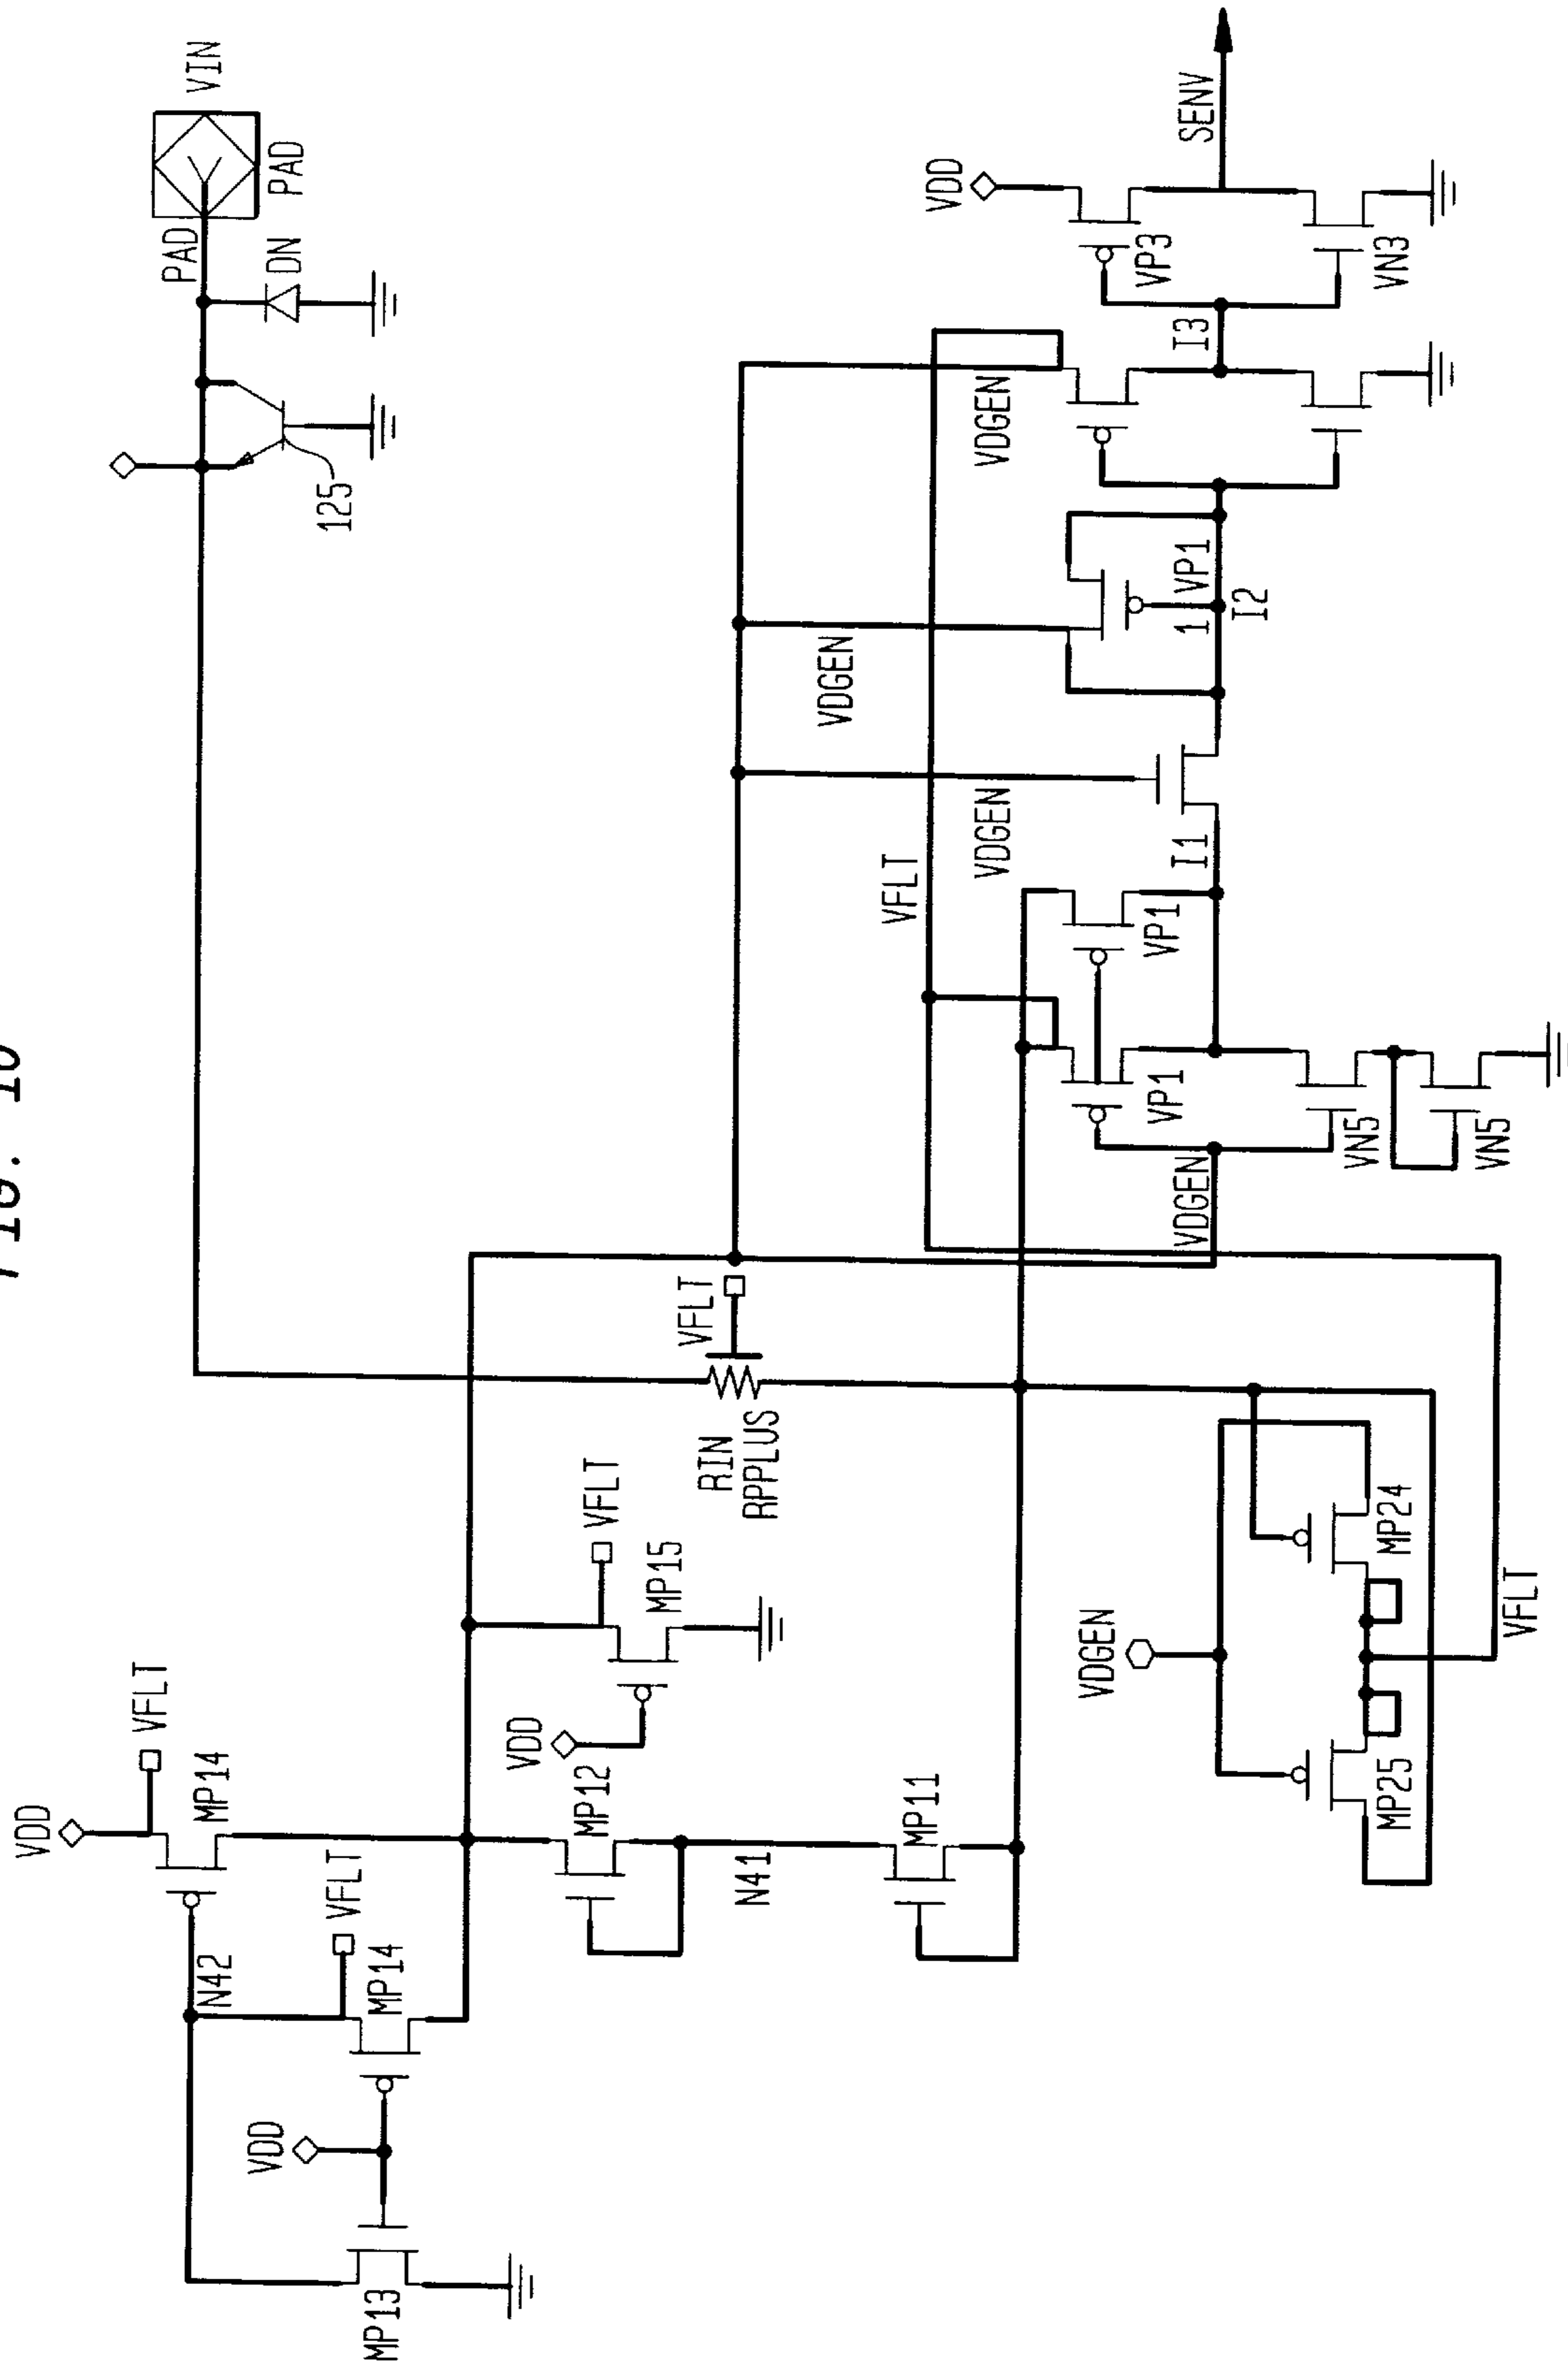 FIG. 10
VDD
VFLT
MP14
N42
VFLT
MP14
VDD
MP13
MP12
N41
MP11
VDD
MP15
VFLT
RIN
RPPLUS
VFLT
VIN
PAD
PAD
DN
125
VDGEN
MP24
MP25
VFLT
VDGEN
VP1
VN5
VN5
VP1
I1
VFLT
VDGEN
VDGEN
1 VP1
I2
VDGEN
I3
VDD
VP3
VN3
SENV